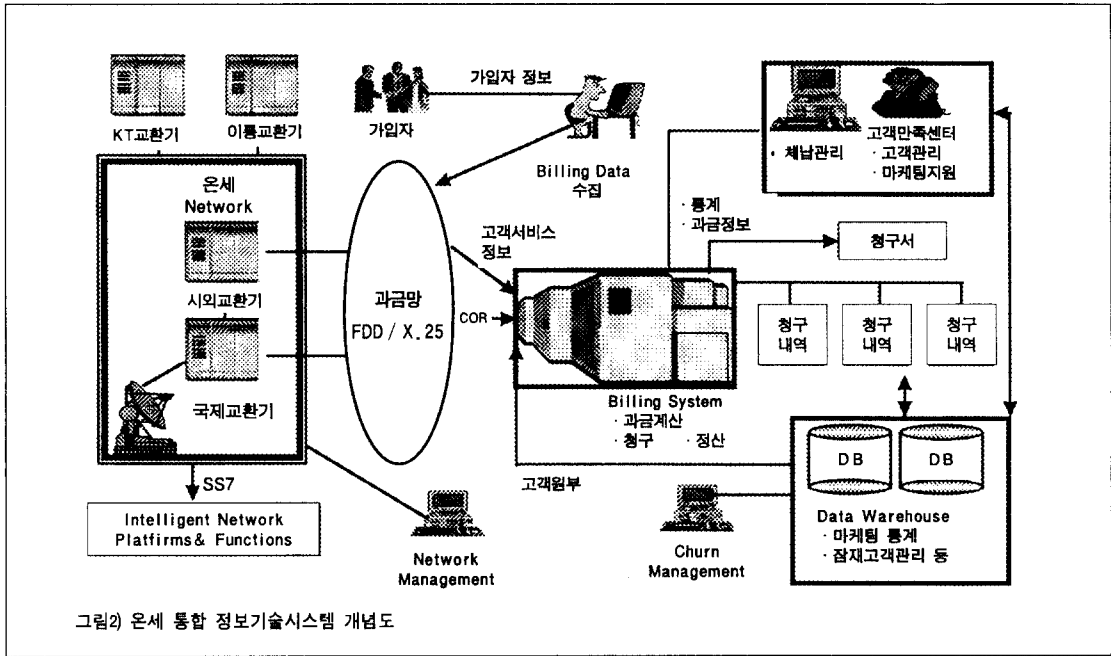 KT교환기
이통교환기
가입자
가입자 정보
Billing Data
수집
고객만족센터
· 체납관리
· 고객관리
· 마케팅지원
온세
Network
시외교환기
국제교환기
과금망
FDD / X.25
고객서비스
정보
COR
· 통계
· 과금정보
청구서
청구
내역
청구
내역
청구
내역
Billing System
· 과금계산
· 청구 · 정산
고객원부
SS7
Intelligent Network
Platfirms& Functions
Network
Management
Churn
Management
DB
DB
Data Warehouse
· 마케팅 통계
· 잠재고객관리 등
그림2) 온세 통합 정보기술시스템 개념도